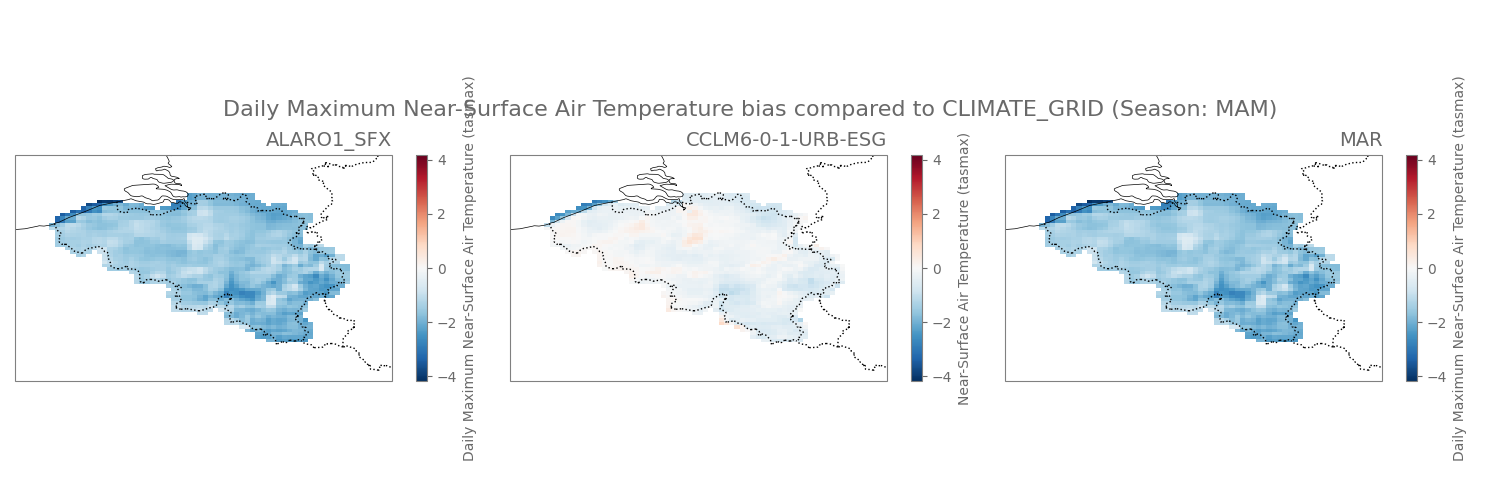 Daily Maximum Near-Surface Air Temperature bias compared to CLIMATE_GRID (Season: MAM)
ALARO1_SFX
4
2
0
−2
−4
Daily Maximum Near-Surface Air Temperature (tasmax)
CCLM6-0-1-URB-ESG
4
2
0
−2
−4
Near-Surface Air Temperature (tasmax)
MAR
4
2
0
−2
−4
Daily Maximum Near-Surface Air Temperature (tasmax)